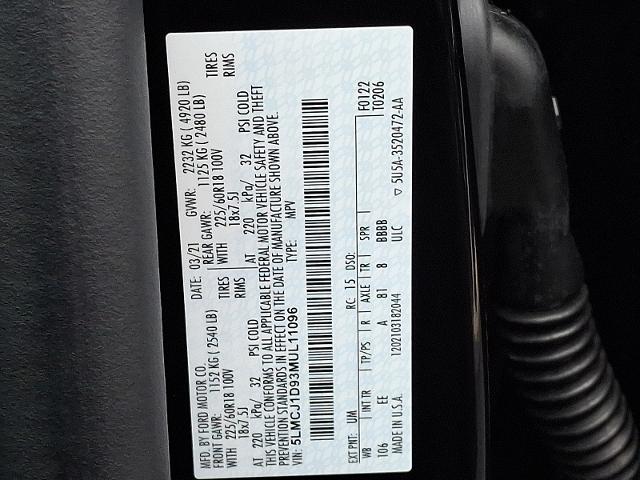 MFD. BY FORD MOTOR CO.
DATE: 03/21 GVWR: 2232 KG ( 4920 LB)
FRONT GAWR: 1152 KG ( 2540 LB) REAR GAWR: 1125 KG ( 2480 LB)
WITH 225/60R18 100V TIRES WITH 225/60R18 100V TIRES
18x7.5J RIMS 18x7.5J RIMS
AT 220 kPa/ 32 PSI COLD AT 220 kPa/ 32 PSI COLD
THIS VEHICLE CONFORMS TO ALL APPLICABLE FEDERAL MOTOR VEHICLE SAFETY AND THEFT
PREVENTION STANDARDS IN EFFECT ON THE DATE OF MANUFACTURE SHOWN ABOVE.
VIN: 5LMCJ1D93MUL11096 TYPE: MPV
EXT PNT: UM RC: 15 DSO: F0122
WB INT TR TP/PS R AXLE TR SPR T0206
106 EE A B1 8 BBBB
MADE IN U.S.A. 1202103182044 ULC ▽ 5U5A-3520472-AA